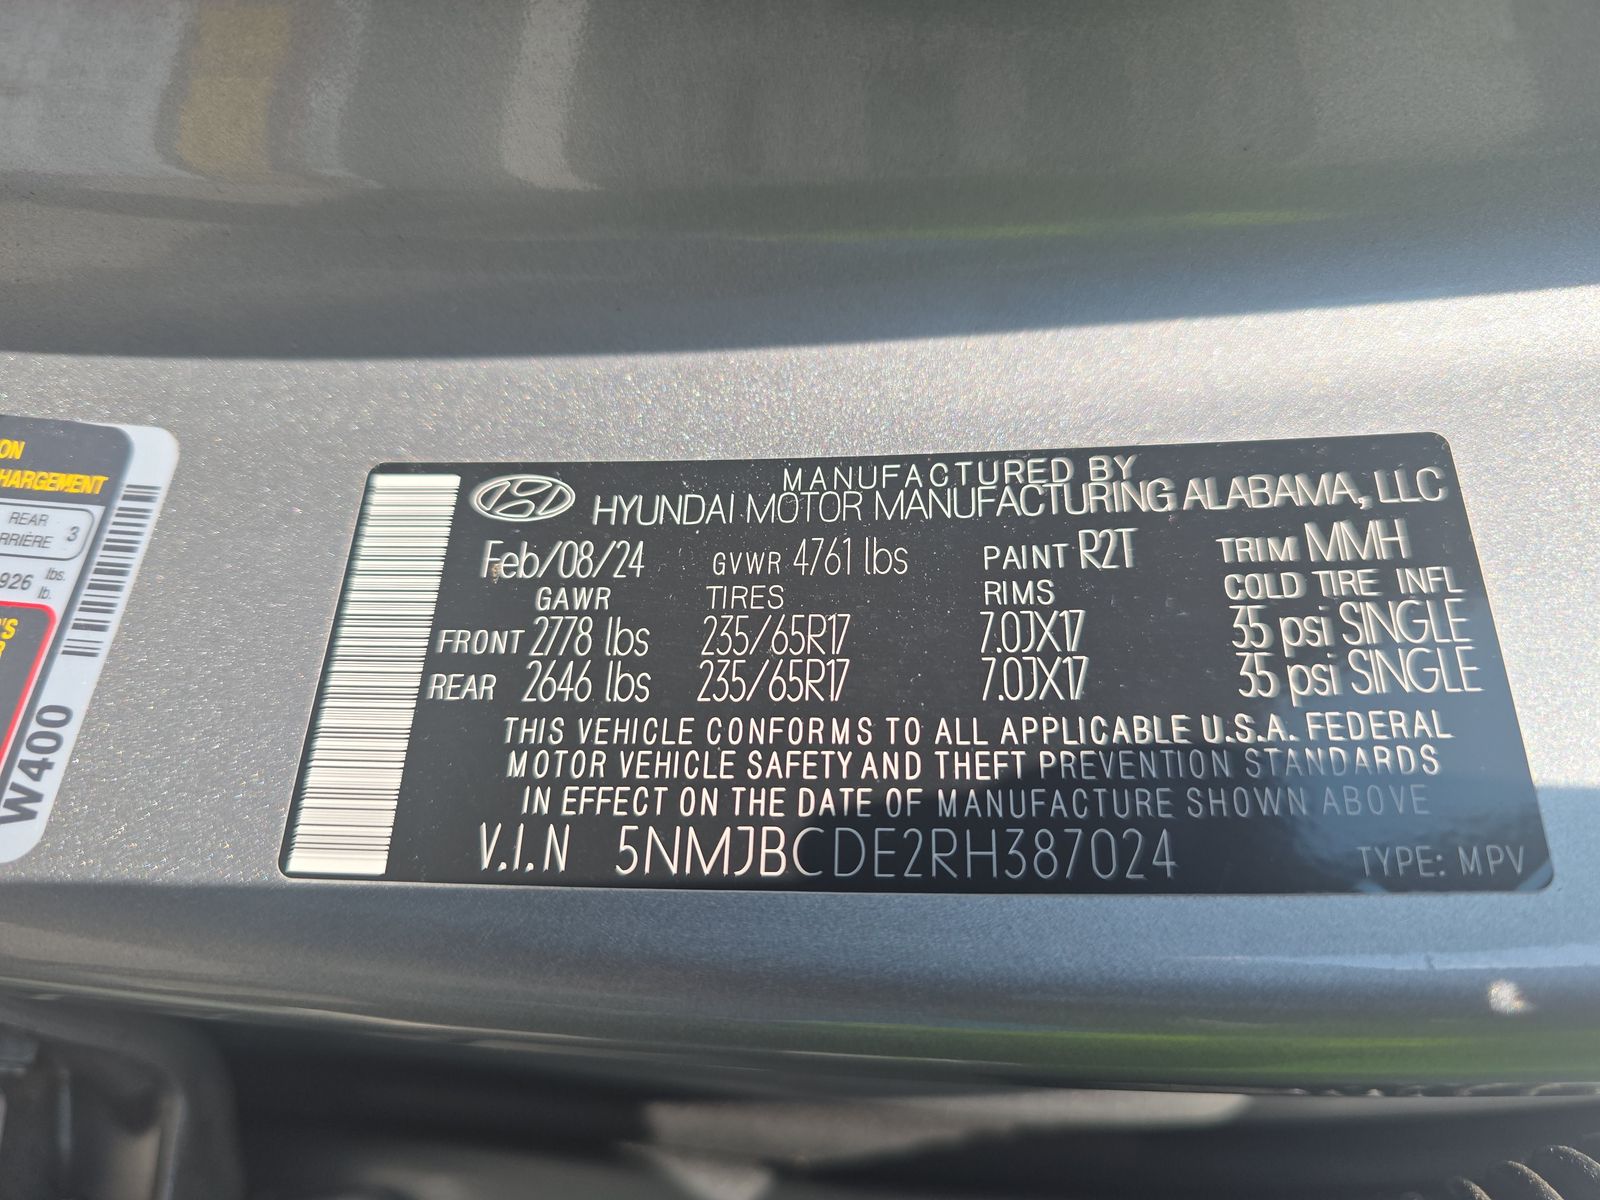 ON
HARGEMENT
REAR 3
RRIÈRE
926 lbs.
lb.
'S
W400
MANUFACTURED BY
HYUNDAI MOTOR MANUFACTURING ALABAMA, LLC
Feb/08/24 GVWR 4761 lbs PAINT R2T TRIM MMH
GAWR TIRES RIMS COLD TIRE INFL
FRONT 2778 lbs 235/65R17 7.0JX17 35 psi SINGLE
REAR 2646 lbs 235/65R17 7.0JX17 35 psi SINGLE
THIS VEHICLE CONFORMS TO ALL APPLICABLE U.S.A. FEDERAL
MOTOR VEHICLE SAFETY AND THEFT PREVENTION STANDARDS
IN EFFECT ON THE DATE OF MANUFACTURE SHOWN ABOVE
V.I.N 5NMJBCDE2RH387024 TYPE: MPV